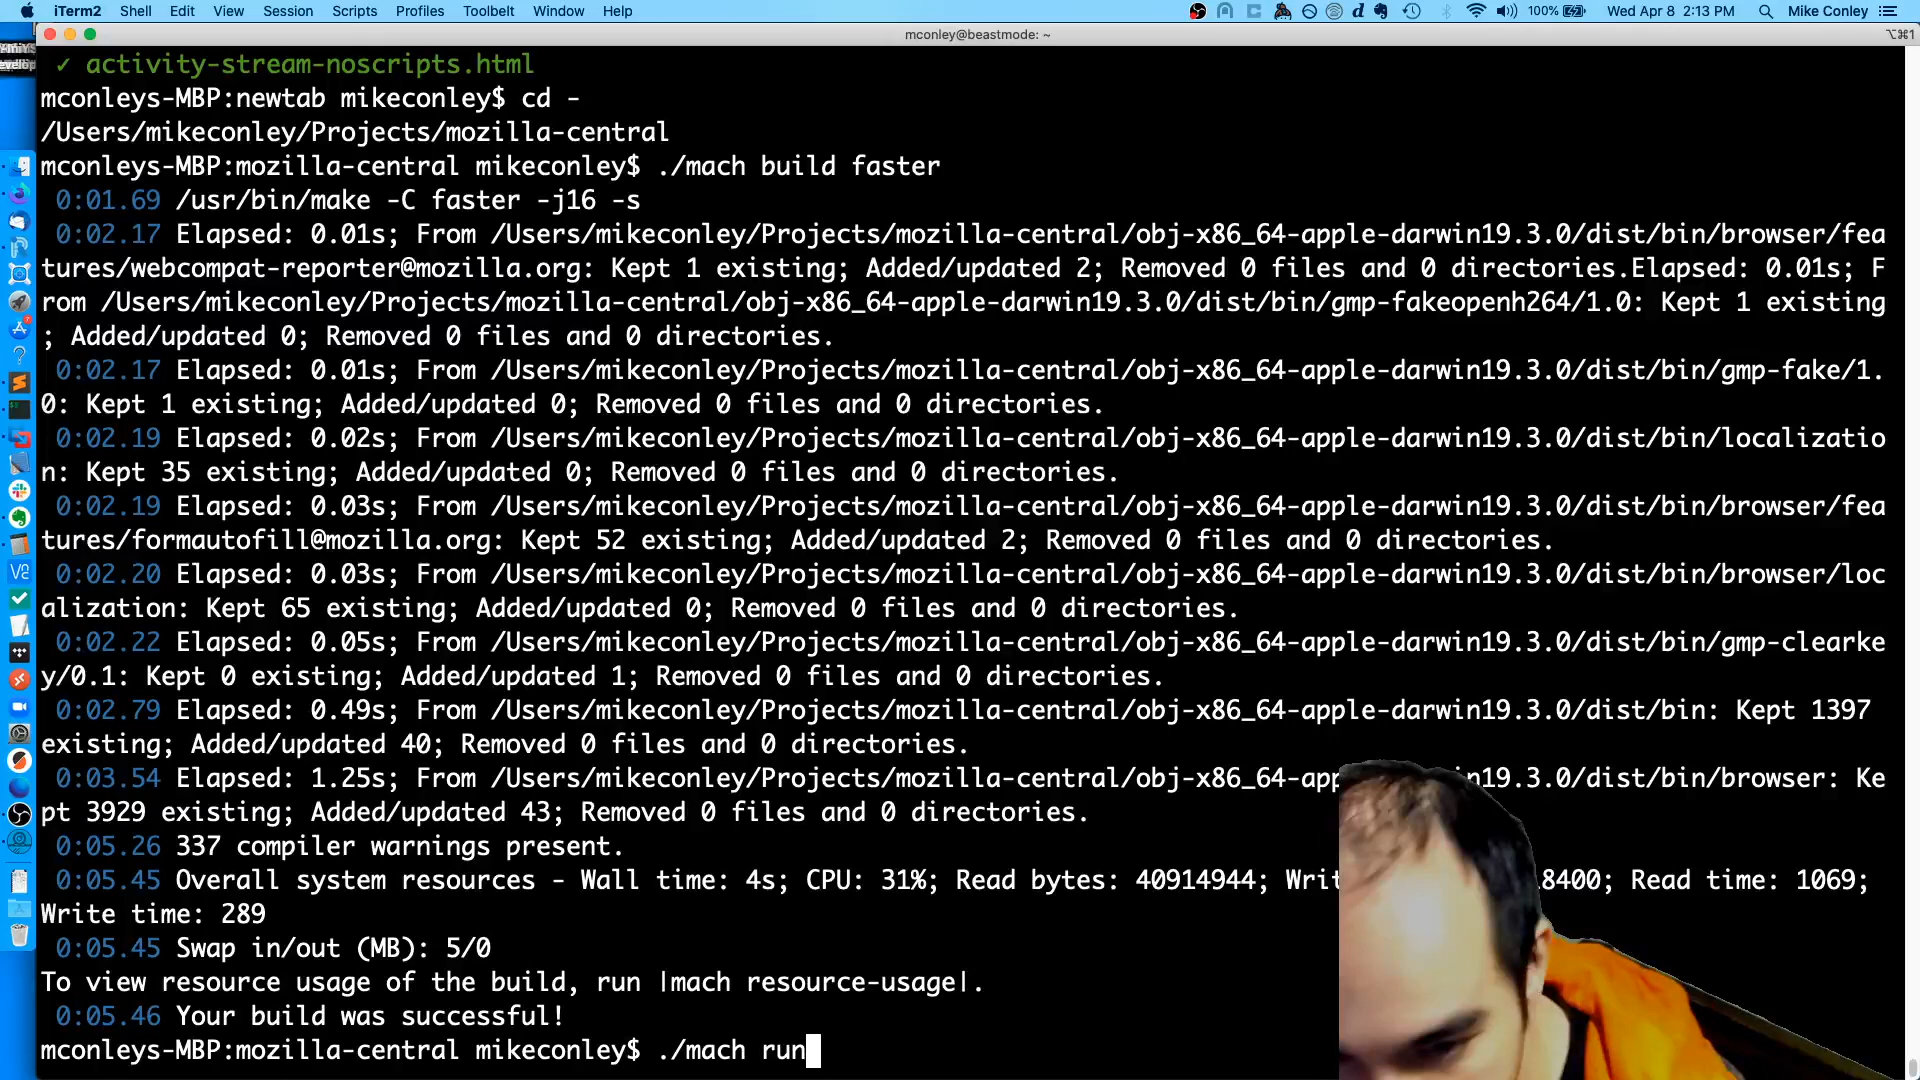 iTerm2 Shell Edit View Session Scripts Profiles Toolbelt Window Help 100% Wed Apr 8 2:13 PM Mike Conley
mconley@beastmode: ~ ⌥⌘1
✓ activity-stream-noscripts.html
mconleys-MBP:newtab mikeconley$ cd -
/Users/mikeconley/Projects/mozilla-central
mconleys-MBP:mozilla-central mikeconley$ ./mach build faster
0:01.69 /usr/bin/make -C faster -j16 -s
0:02.17 Elapsed: 0.01s; From /Users/mikeconley/Projects/mozilla-central/obj-x86_64-apple-darwin19.3.0/dist/bin/browser/fea
tures/webcompat-reporter@mozilla.org: Kept 1 existing; Added/updated 2; Removed 0 files and 0 directories.Elapsed: 0.01s; F
rom /Users/mikeconley/Projects/mozilla-central/obj-x86_64-apple-darwin19.3.0/dist/bin/gmp-fakeopenh264/1.0: Kept 1 existing
; Added/updated 0; Removed 0 files and 0 directories.
0:02.17 Elapsed: 0.01s; From /Users/mikeconley/Projects/mozilla-central/obj-x86_64-apple-darwin19.3.0/dist/bin/gmp-fake/1.
0: Kept 1 existing; Added/updated 0; Removed 0 files and 0 directories.
0:02.19 Elapsed: 0.02s; From /Users/mikeconley/Projects/mozilla-central/obj-x86_64-apple-darwin19.3.0/dist/bin/localizatio
n: Kept 35 existing; Added/updated 0; Removed 0 files and 0 directories.
0:02.19 Elapsed: 0.03s; From /Users/mikeconley/Projects/mozilla-central/obj-x86_64-apple-darwin19.3.0/dist/bin/browser/fea
tures/formautofill@mozilla.org: Kept 52 existing; Added/updated 2; Removed 0 files and 0 directories.
0:02.20 Elapsed: 0.03s; From /Users/mikeconley/Projects/mozilla-central/obj-x86_64-apple-darwin19.3.0/dist/bin/browser/loc
alization: Kept 65 existing; Added/updated 0; Removed 0 files and 0 directories.
0:02.22 Elapsed: 0.05s; From /Users/mikeconley/Projects/mozilla-central/obj-x86_64-apple-darwin19.3.0/dist/bin/gmp-clearke
y/0.1: Kept 0 existing; Added/updated 1; Removed 0 files and 0 directories.
0:02.79 Elapsed: 0.49s; From /Users/mikeconley/Projects/mozilla-central/obj-x86_64-apple-darwin19.3.0/dist/bin: Kept 1397
existing; Added/updated 40; Removed 0 files and 0 directories.
0:03.54 Elapsed: 1.25s; From /Users/mikeconley/Projects/mozilla-central/obj-x86_64-app in19.3.0/dist/bin/browser: Ke
pt 3929 existing; Added/updated 43; Removed 0 files and 0 directories.
0:05.26 337 compiler warnings present.
0:05.45 Overall system resources - Wall time: 4s; CPU: 31%; Read bytes: 40914944; Writ 8400; Read time: 1069;
Write time: 289
0:05.45 Swap in/out (MB): 5/0
To view resource usage of the build, run |mach resource-usage|.
0:05.46 Your build was successful!
mconleys-MBP:mozilla-central mikeconley$ ./mach run